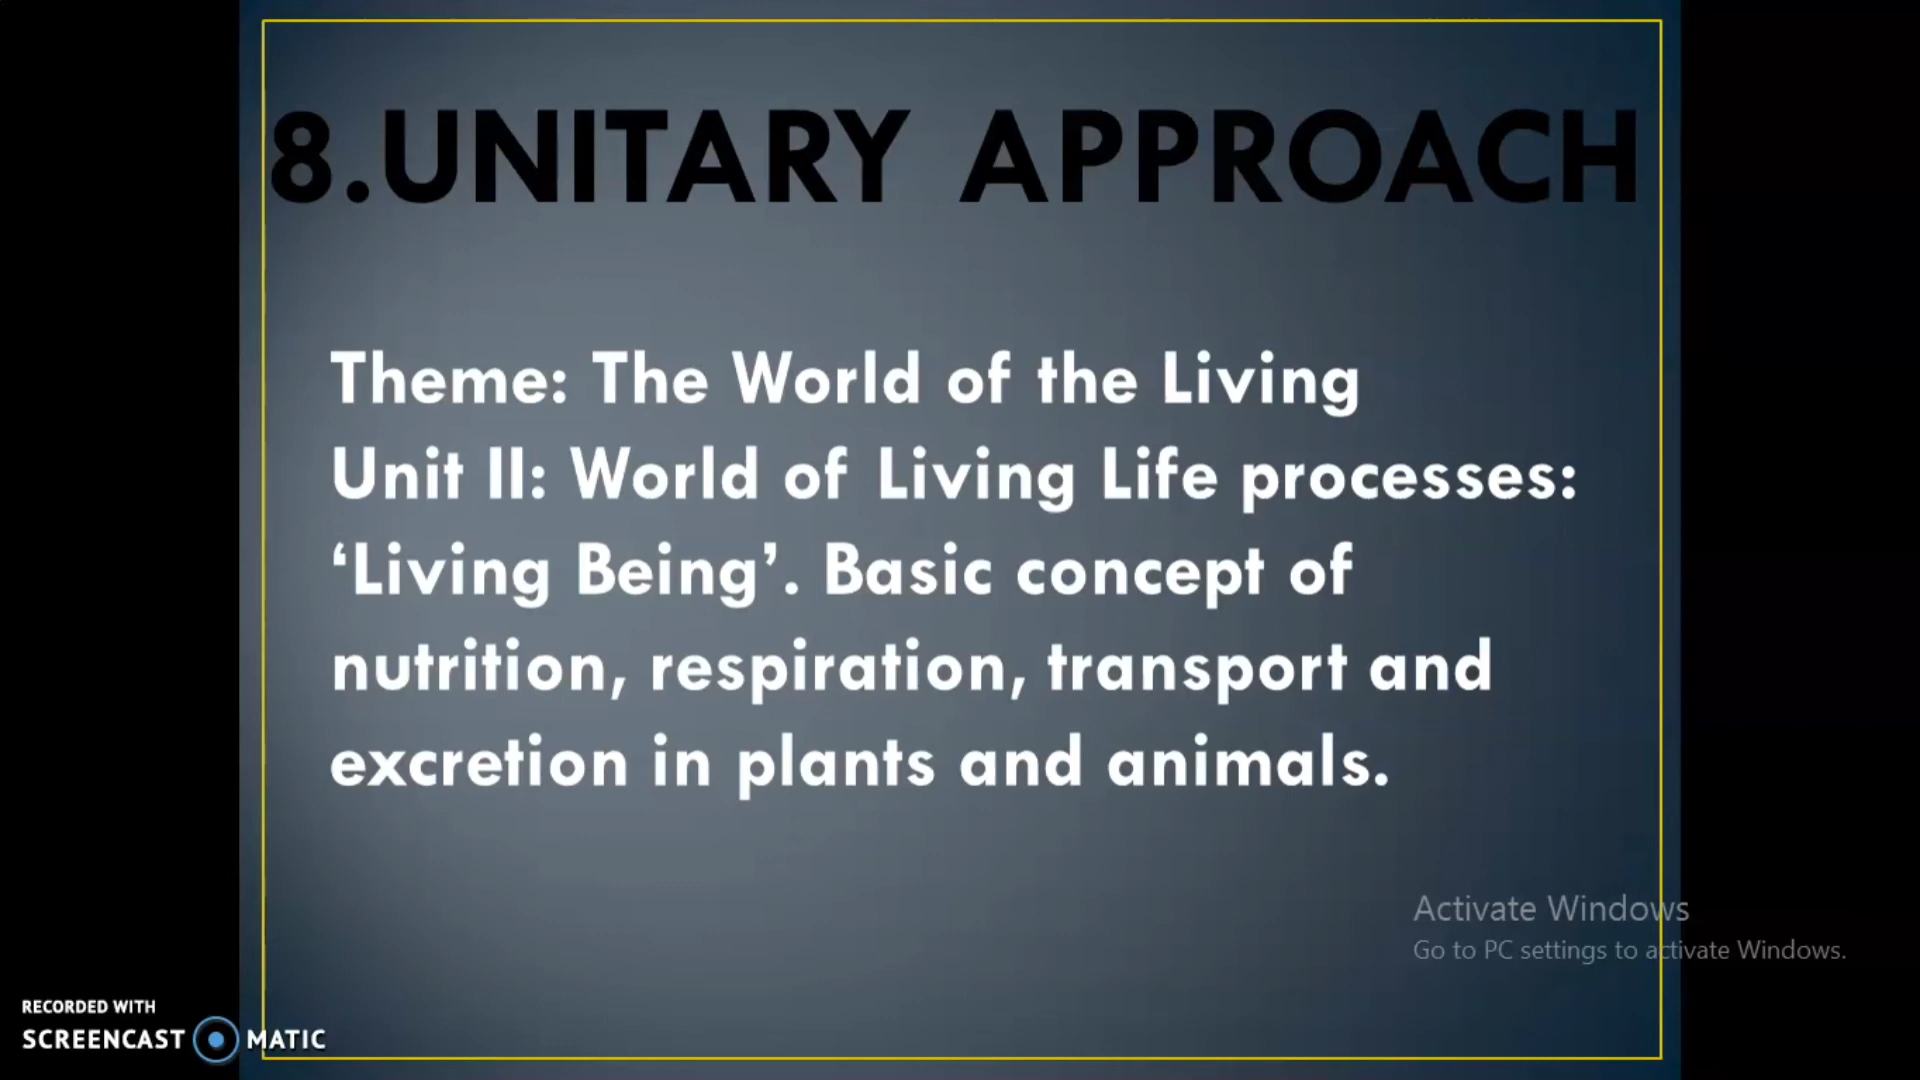 8.UNITARY APPROACH
Theme: The World of the Living
Unit II: World of Living Life processes:
‘Living Being’. Basic concept of
nutrition, respiration, transport and
excretion in plants and animals.
Activate Windows
Go to PC settings to activate Windows.
RECORDED WITH
SCREENCAST MATIC